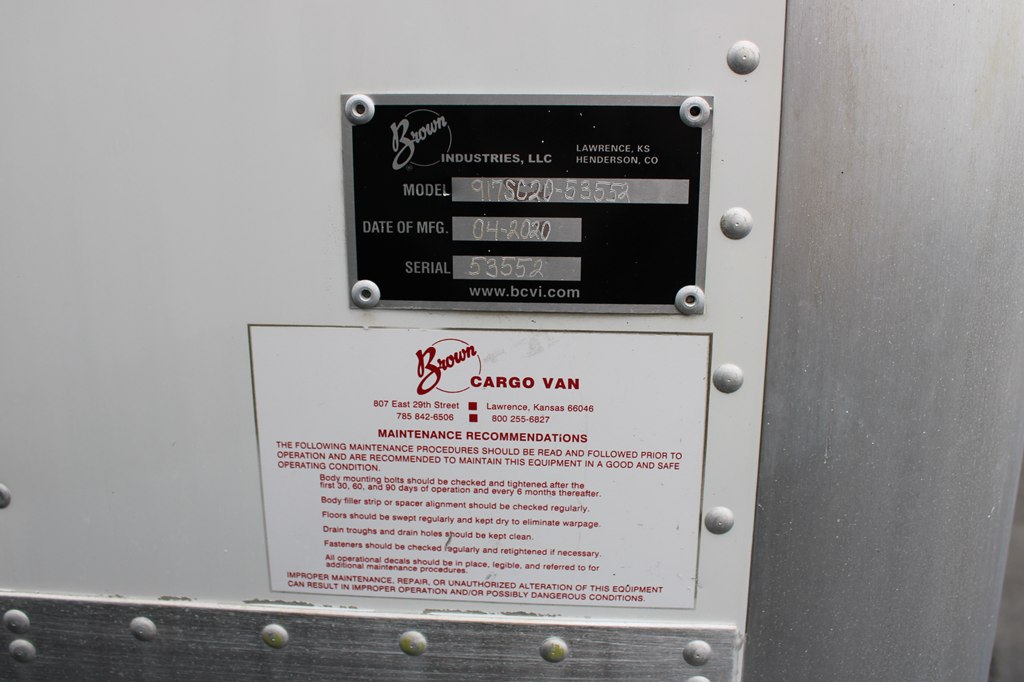 Brown
INDUSTRIES, LLC
LAWRENCE, KS
HENDERSON, CO
MODEL 917SC20-53552
DATE OF MFG. 04-2020
SERIAL 53552
www.bcvi.com
Brown
CARGO VAN
807 East 29th Street ■ Lawrence, Kansas 66046
785 842-6506 ■ 800 255-6827
MAINTENANCE RECOMMENDATiONS
THE FOLLOWING MAINTENANCE PROCEDURES SHOULD BE READ AND FOLLOWED PRIOR TO
OPERATION AND ARE RECOMMENDED TO MAINTAIN THIS EQUIPMENT IN A GOOD AND SAFE
OPERATING CONDITION.
Body mounting bolts should be checked and tightened after the
first 30, 60, and 90 days of operation and every 6 months thereafter.
Body filler strip or spacer alignment should be checked regularly.
Floors should be swept regularly and kept dry to eliminate warpage.
Drain troughs and drain holes should be kept clean.
Fasteners should be checked regularly and retightened if necessary.
All operational decals should be in place, legible, and referred to for
additional maintenance procedures.
IMPROPER MAINTENANCE, REPAIR, OR UNAUTHORIZED ALTERATION OF THIS EQUIPMENT
CAN RESULT IN IMPROPER OPERATION AND/OR POSSIBLY DANGEROUS CONDITIONS.